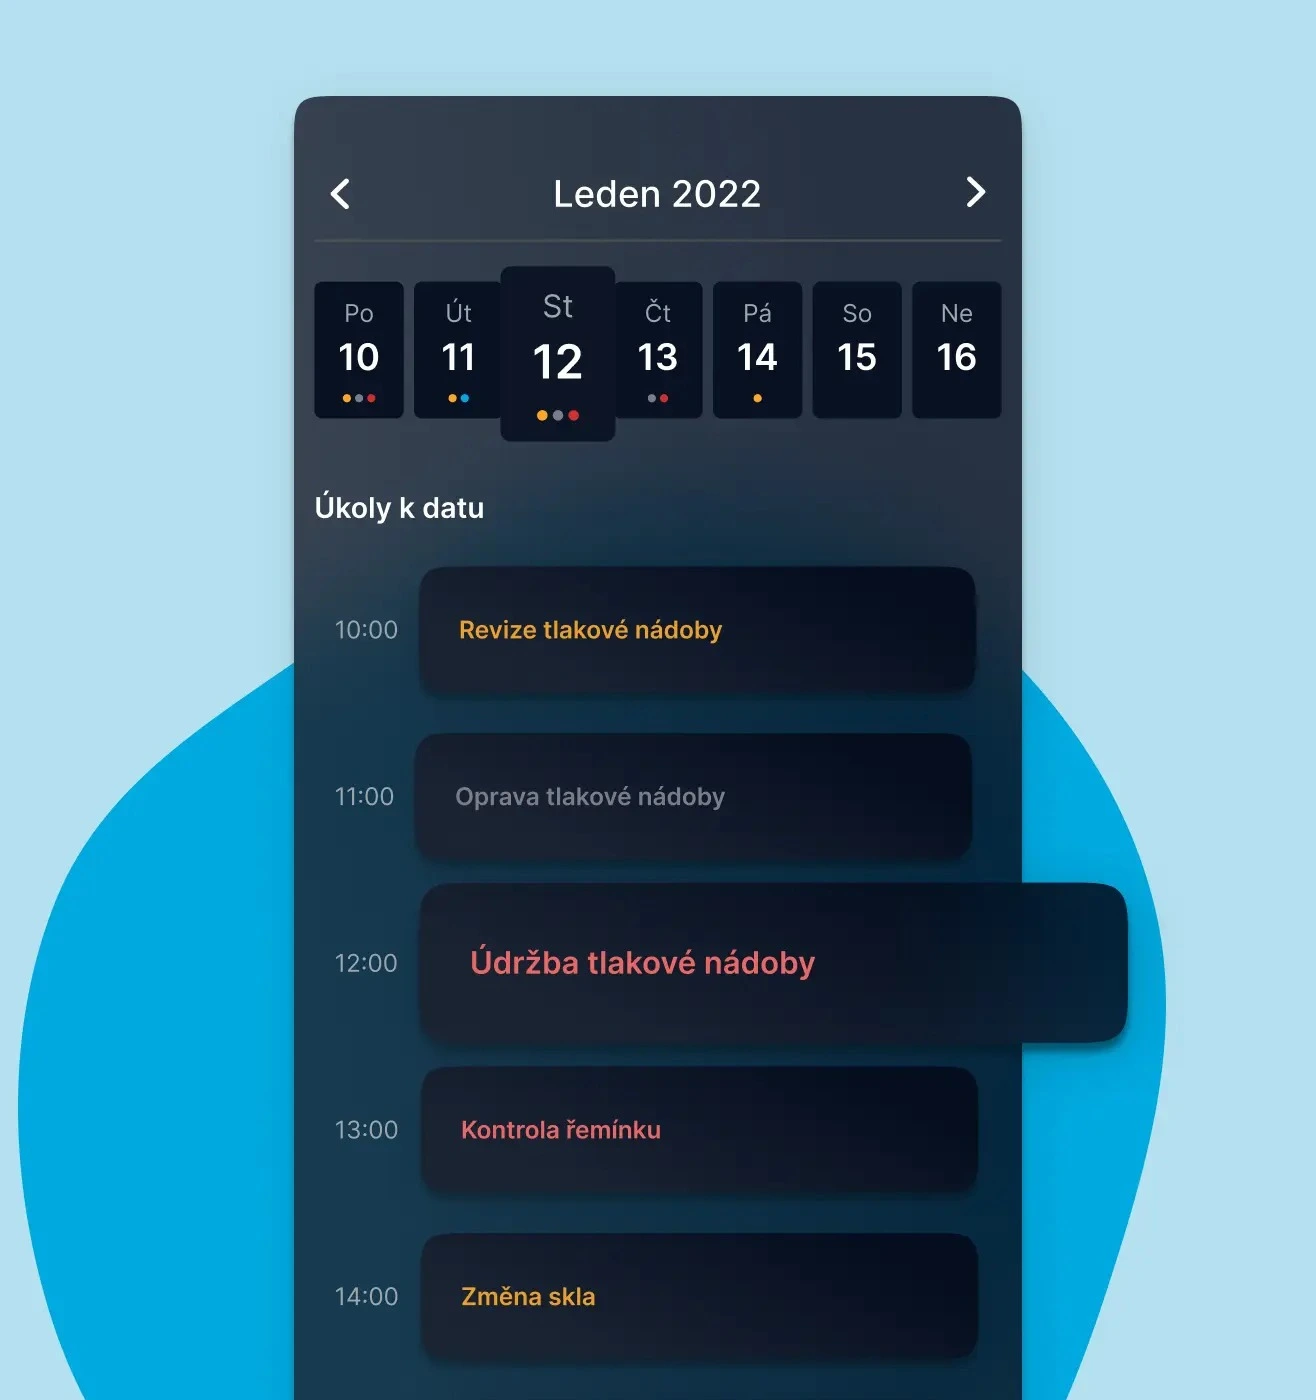 Leden 2022
Po Út St Čt Pá So Ne
10 11 12 13 14 15 16
Úkoly k datu
10:00 Revize tlakové nádoby
11:00 Oprava tlakové nádoby
12:00 Údržba tlakové nádoby
13:00 Kontrola řemínku
14:00 Změna skla